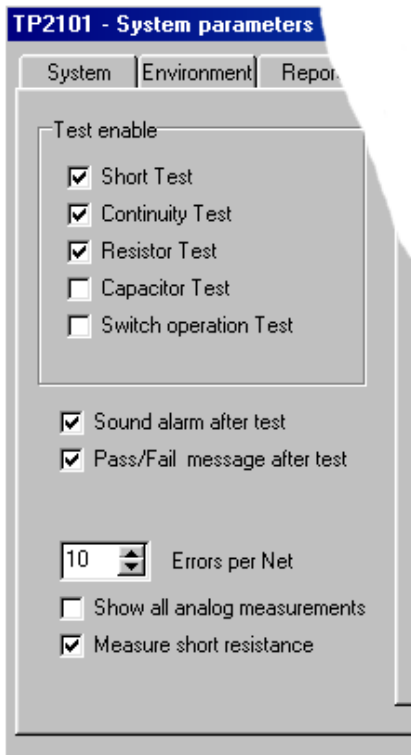 TP2101 - System parameters
System Environment
Test enable
Short Test
Continuity Test
Resistor Test
Capacitor Test
Switch operation Test
Sound alarm after test
Pass/Fail message after test
10 Errors per Net
Show all analog measurements
Measure short resistance